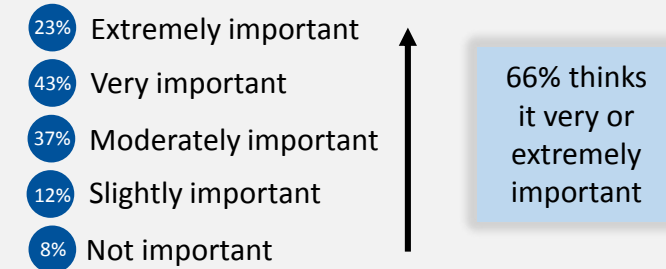 23% Extremely important
43% Very important
37% Moderately important
12% Slightly important
8% Not important
66% thinks
it very or
extremely
important